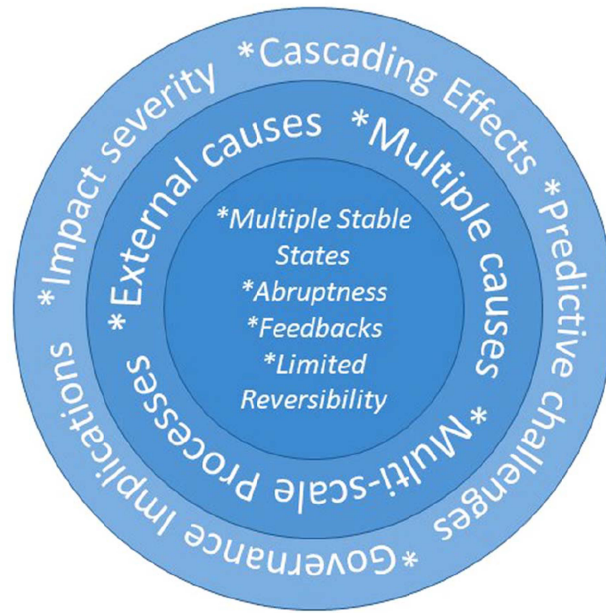 *Impact severity *Cascading Effects *Predictive challenges *Governance Implications
*External causes *Multiple causes *Multi-scale Processes
*Multiple Stable
States
*Abruptness
*Feedbacks
*Limited
Reversibility